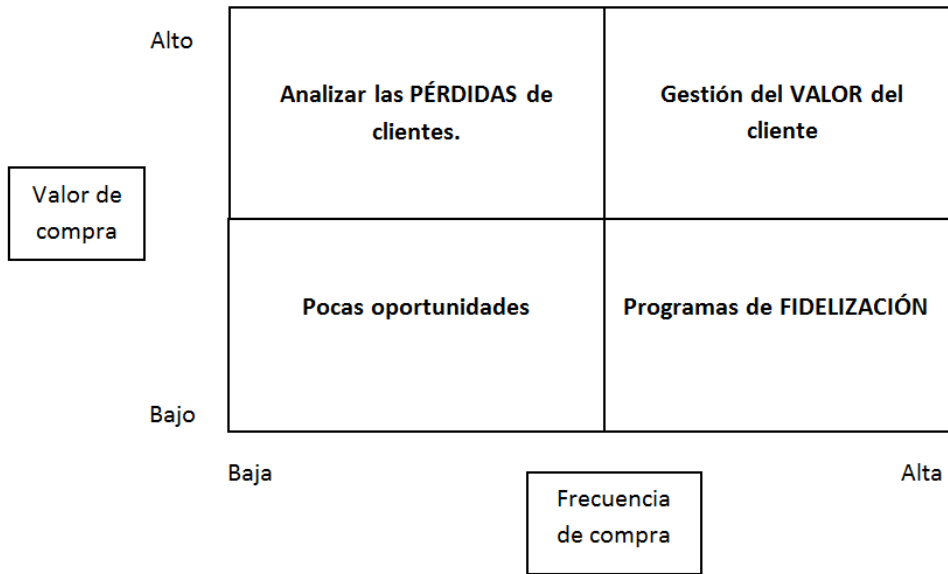 Alto
Analizar las PÉRDIDAS de
clientes.
Gestión del VALOR del
cliente
Valor de
compra
Pocas oportunidades
Programas de FIDELIZACIÓN
Bajo
Baja
Alta
Frecuencia
de compra